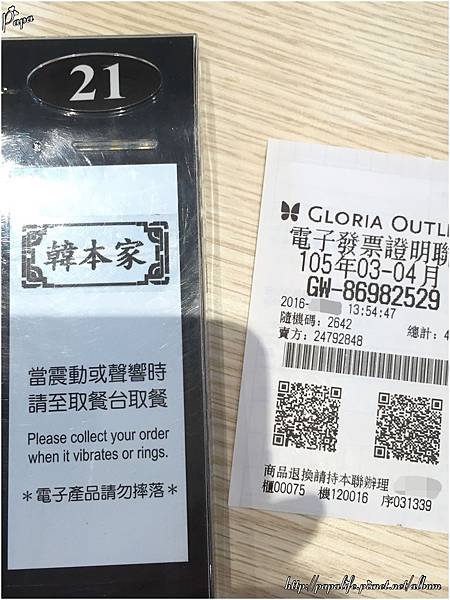 Papa
21
韓本家
當震動或聲響時
請至取餐台取餐
Please collect your order
when it vibrates or rings.
＊電子產品請勿摔落＊
GLORIA OUTLE
電子發票證明聯
105年03-04月
GW-86982529
2016- 13:54:47
隨機碼：2642 總計：4
賣方：24792848
商品退換請持本聯辦理
櫃00075 機120016 序031339
http://papalife.pixnet.net/album